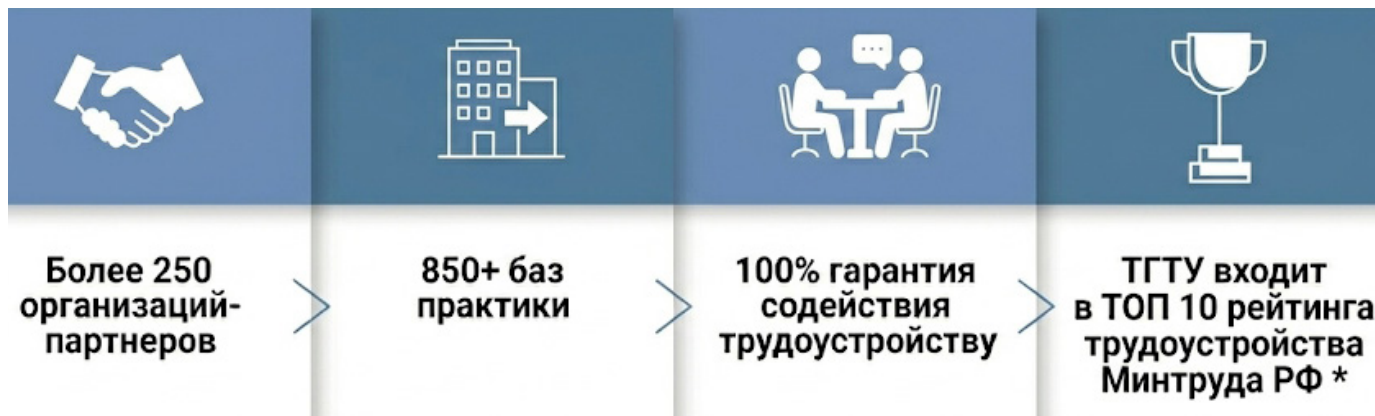 Более 250
организаций-
партнеров
850+ баз
практики
100% гарантия
содействия
трудоустройству
ТГТУ входит
в ТОП 10 рейтинга
трудоустройства
Минтруда РФ *